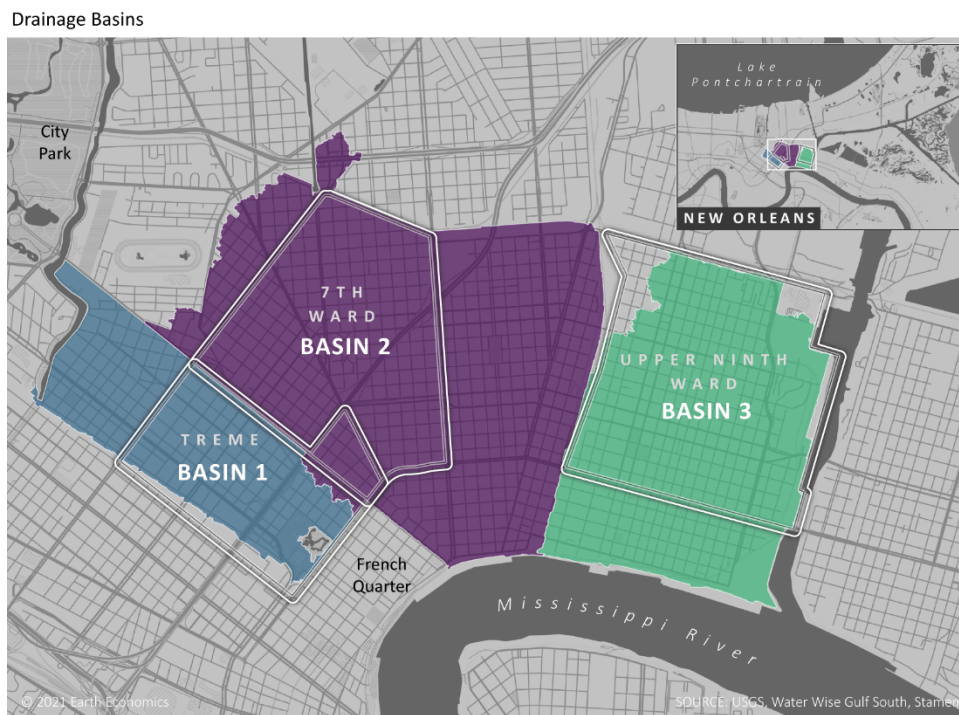 Drainage Basins
City
Park
Lake
Pontchartrain
NEW ORLEANS
7TH
WARD
BASIN 2
UPPER NINTH
WARD
BASIN 3
TREME
BASIN 1
French
Quarter
Mississippi River
© 2021 Earth Economics
SOURCE: USGS, Water Wise Gulf South, Stamen